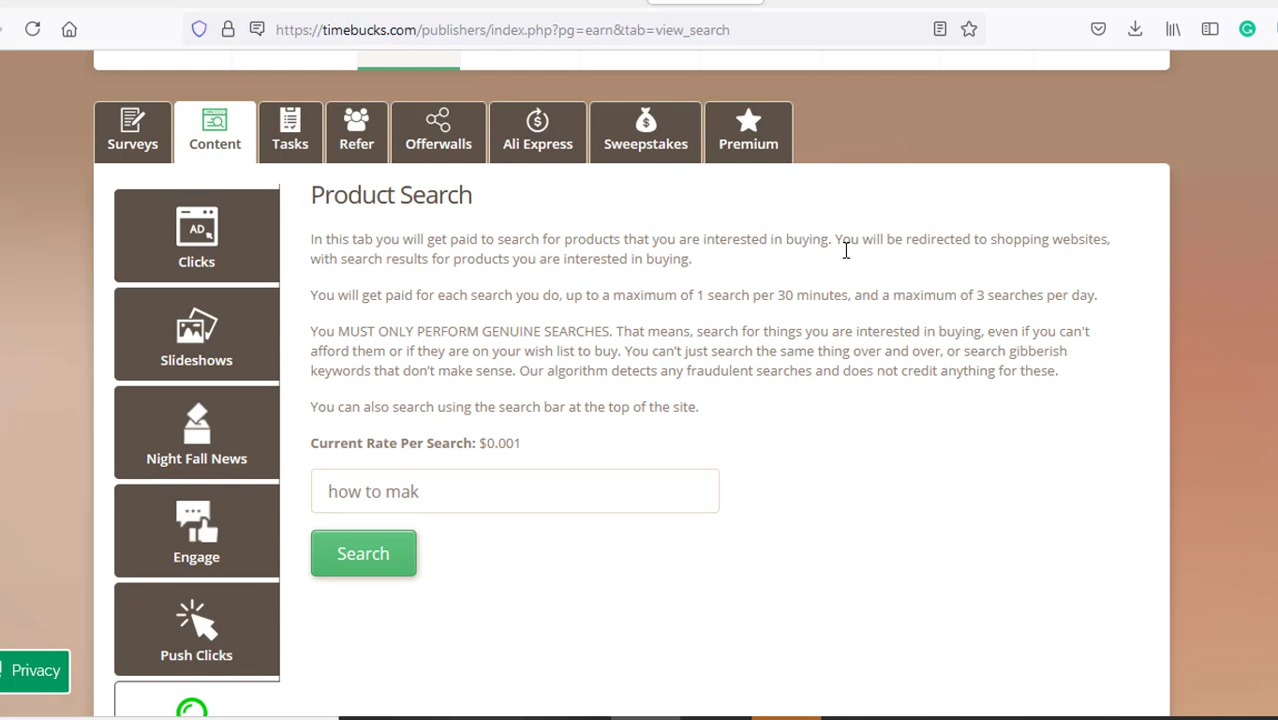 https://timebucks.com/publishers/index.php?pg=earn&tab=view_search
Surveys
Content
Tasks
Refer
Offerwalls
Ali Express
Sweepstakes
Premium
AD
Clicks
Slideshows
Night Fall News
Engage
Push Clicks
Product Search
In this tab you will get paid to search for products that you are interested in buying. You will be redirected to shopping websites,
with search results for products you are interested in buying.
You will get paid for each search you do, up to a maximum of 1 search per 30 minutes, and a maximum of 3 searches per day.
You MUST ONLY PERFORM GENUINE SEARCHES. That means, search for things you are interested in buying, even if you can't
afford them or if they are on your wish list to buy. You can’t just search the same thing over and over, or search gibberish
keywords that don’t make sense. Our algorithm detects any fraudulent searches and does not credit anything for these.
You can also search using the search bar at the top of the site.
Current Rate Per Search: $0.001
how to mak
Search
Privacy